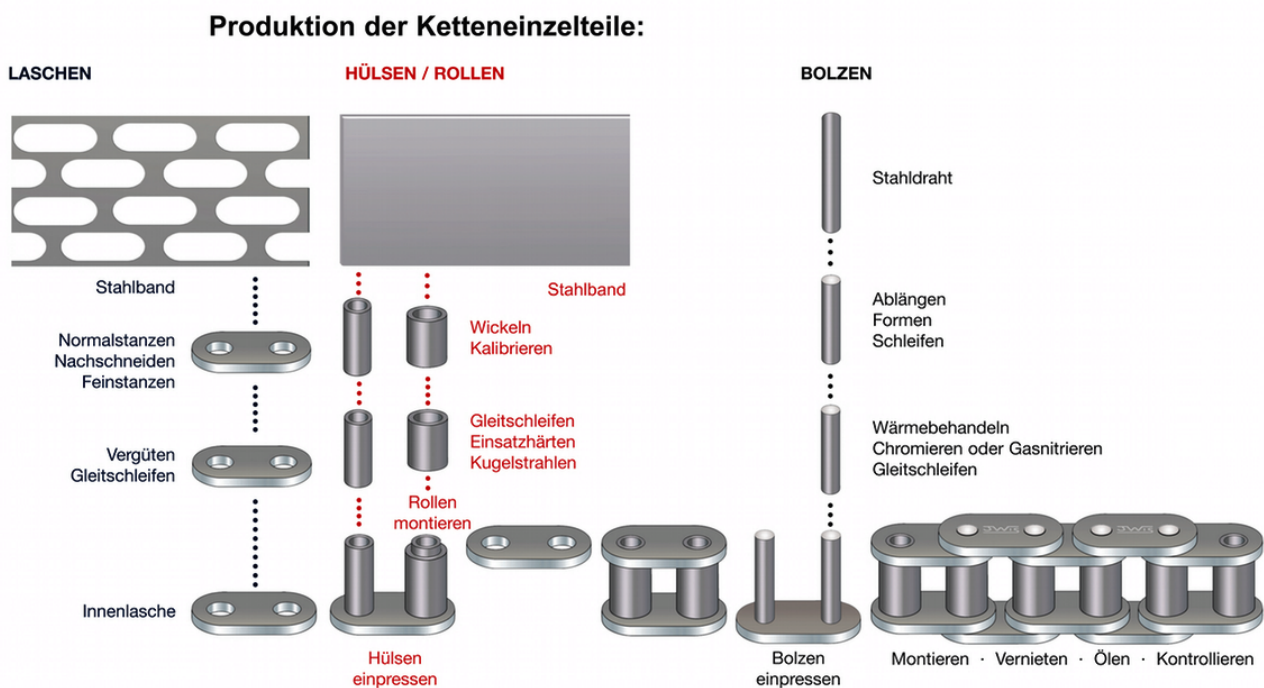 Produktion der Ketteneinzelteile:
LASCHEN
HÜLSEN / ROLLEN
BOLZEN
Stahlband
Normalstanzen
Nachschneiden
Feinstanzen
Vergüten
Gleitschleifen
Innenlasche
Stahlband
Wickeln
Kalibrieren
Gleitschleifen
Einsatzhärten
Kugelstrahlen
Rollen
montieren
Hülsen
einpressen
Stahldraht
Ablängen
Formen
Schleifen
Wärmebehandeln
Chromieren oder Gasnitrieren
Gleitschleifen
Bolzen
einpressen
JWIS JWIS
Montieren · Vernieten · Ölen · Kontrollieren